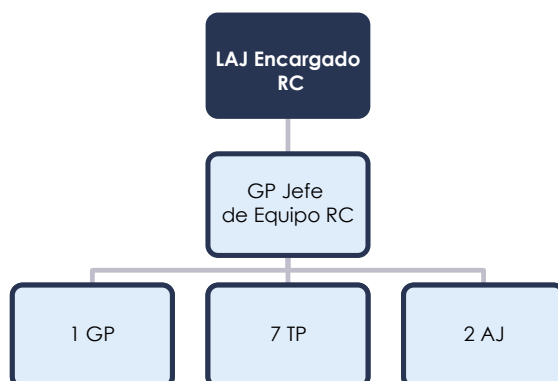 LAJ Encargado
RC
GP Jefe
de Equipo RC
1 GP
7 TP
2 AJ